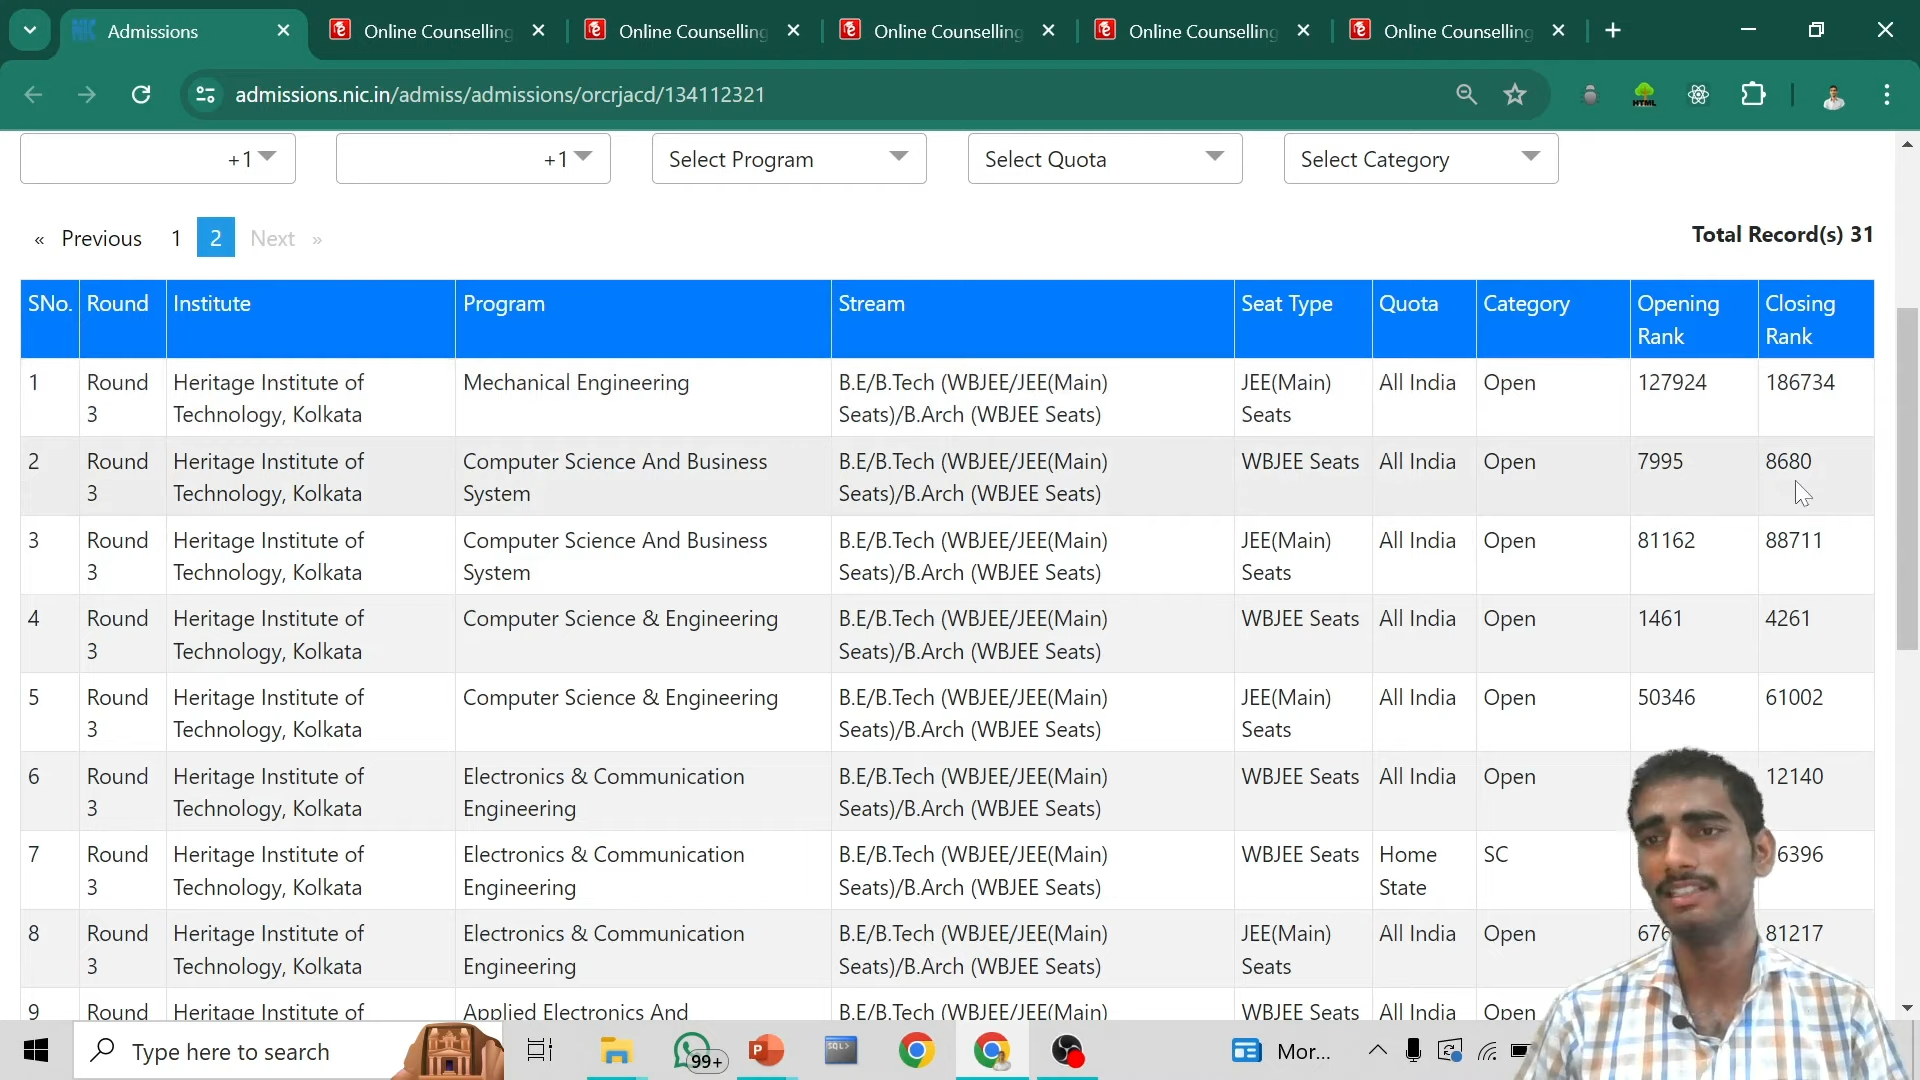 Admissions
Online Counselling
Online Counselling
Online Counselling
Online Counselling
Online Counselling
admissions.nic.in/admiss/admissions/orcrjacd/134112321
HTML
+1
+1
Select Program
Select Quota
Select Category
« Previous 1 2 Next »
Total Record(s) 31
SNo. Round Institute Program Stream Seat Type Quota Category Opening Closing
Rank Rank
1 Round Heritage Institute of Mechanical Engineering B.E/B.Tech (WBJEE/JEE(Main) JEE(Main) All India Open 127924 186734
3 Technology, Kolkata Seats)/B.Arch (WBJEE Seats) Seats
2 Round Heritage Institute of Computer Science And Business B.E/B.Tech (WBJEE/JEE(Main) WBJEE Seats All India Open 7995 8680
3 Technology, Kolkata System Seats)/B.Arch (WBJEE Seats)
3 Round Heritage Institute of Computer Science And Business B.E/B.Tech (WBJEE/JEE(Main) JEE(Main) All India Open 81162 88711
3 Technology, Kolkata System Seats)/B.Arch (WBJEE Seats) Seats
4 Round Heritage Institute of Computer Science & Engineering B.E/B.Tech (WBJEE/JEE(Main) WBJEE Seats All India Open 1461 4261
3 Technology, Kolkata Seats)/B.Arch (WBJEE Seats)
5 Round Heritage Institute of Computer Science & Engineering B.E/B.Tech (WBJEE/JEE(Main) JEE(Main) All India Open 50346 61002
3 Technology, Kolkata Seats)/B.Arch (WBJEE Seats) Seats
6 Round Heritage Institute of Electronics & Communication B.E/B.Tech (WBJEE/JEE(Main) WBJEE Seats All India Open 12140
3 Technology, Kolkata Engineering Seats)/B.Arch (WBJEE Seats)
7 Round Heritage Institute of Electronics & Communication B.E/B.Tech (WBJEE/JEE(Main) WBJEE Seats Home SC 6396
3 Technology, Kolkata Engineering Seats)/B.Arch (WBJEE Seats) State
8 Round Heritage Institute of Electronics & Communication B.E/B.Tech (WBJEE/JEE(Main) JEE(Main) All India Open 81217
3 Technology, Kolkata Engineering Seats)/B.Arch (WBJEE Seats) Seats
9 Round Heritage Institute of Applied Electronics And B.E/B.Tech (WBJEE/JEE(Main) WBJEE Seats All India Open
Type here to search
99+
P
SQL>
Mor...